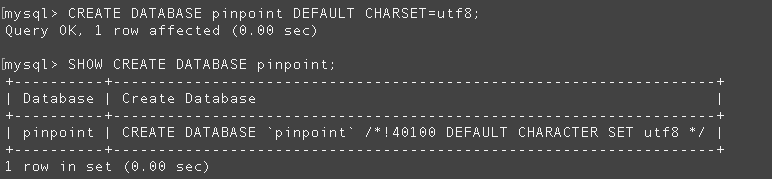 [mysql> CREATE DATABASE pinpoint DEFAULT CHARSET=utf8;
Query OK, 1 row affected (0.00 sec)
[mysql> SHOW CREATE DATABASE pinpoint;
+----------+------------------------------------------------------------------+
| Database | Create Database                                                  |
+----------+------------------------------------------------------------------+
| pinpoint | CREATE DATABASE `pinpoint` /*!40100 DEFAULT CHARACTER SET utf8 */ |
+----------+------------------------------------------------------------------+
1 row in set (0.00 sec)